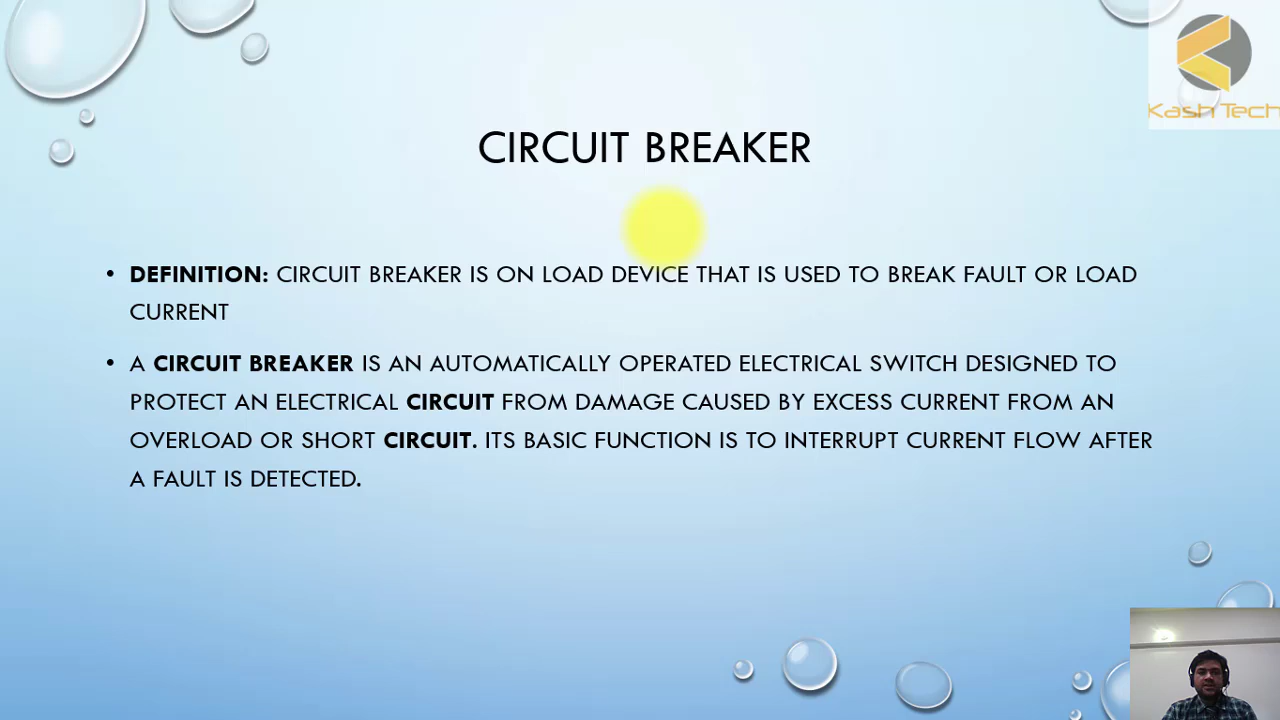 Kash Tech
CIRCUIT BREAKER
• DEFINITION: CIRCUIT BREAKER IS ON LOAD DEVICE THAT IS USED TO BREAK FAULT OR LOAD
CURRENT
• A CIRCUIT BREAKER IS AN AUTOMATICALLY OPERATED ELECTRICAL SWITCH DESIGNED TO
PROTECT AN ELECTRICAL CIRCUIT FROM DAMAGE CAUSED BY EXCESS CURRENT FROM AN
OVERLOAD OR SHORT CIRCUIT. ITS BASIC FUNCTION IS TO INTERRUPT CURRENT FLOW AFTER
A FAULT IS DETECTED.